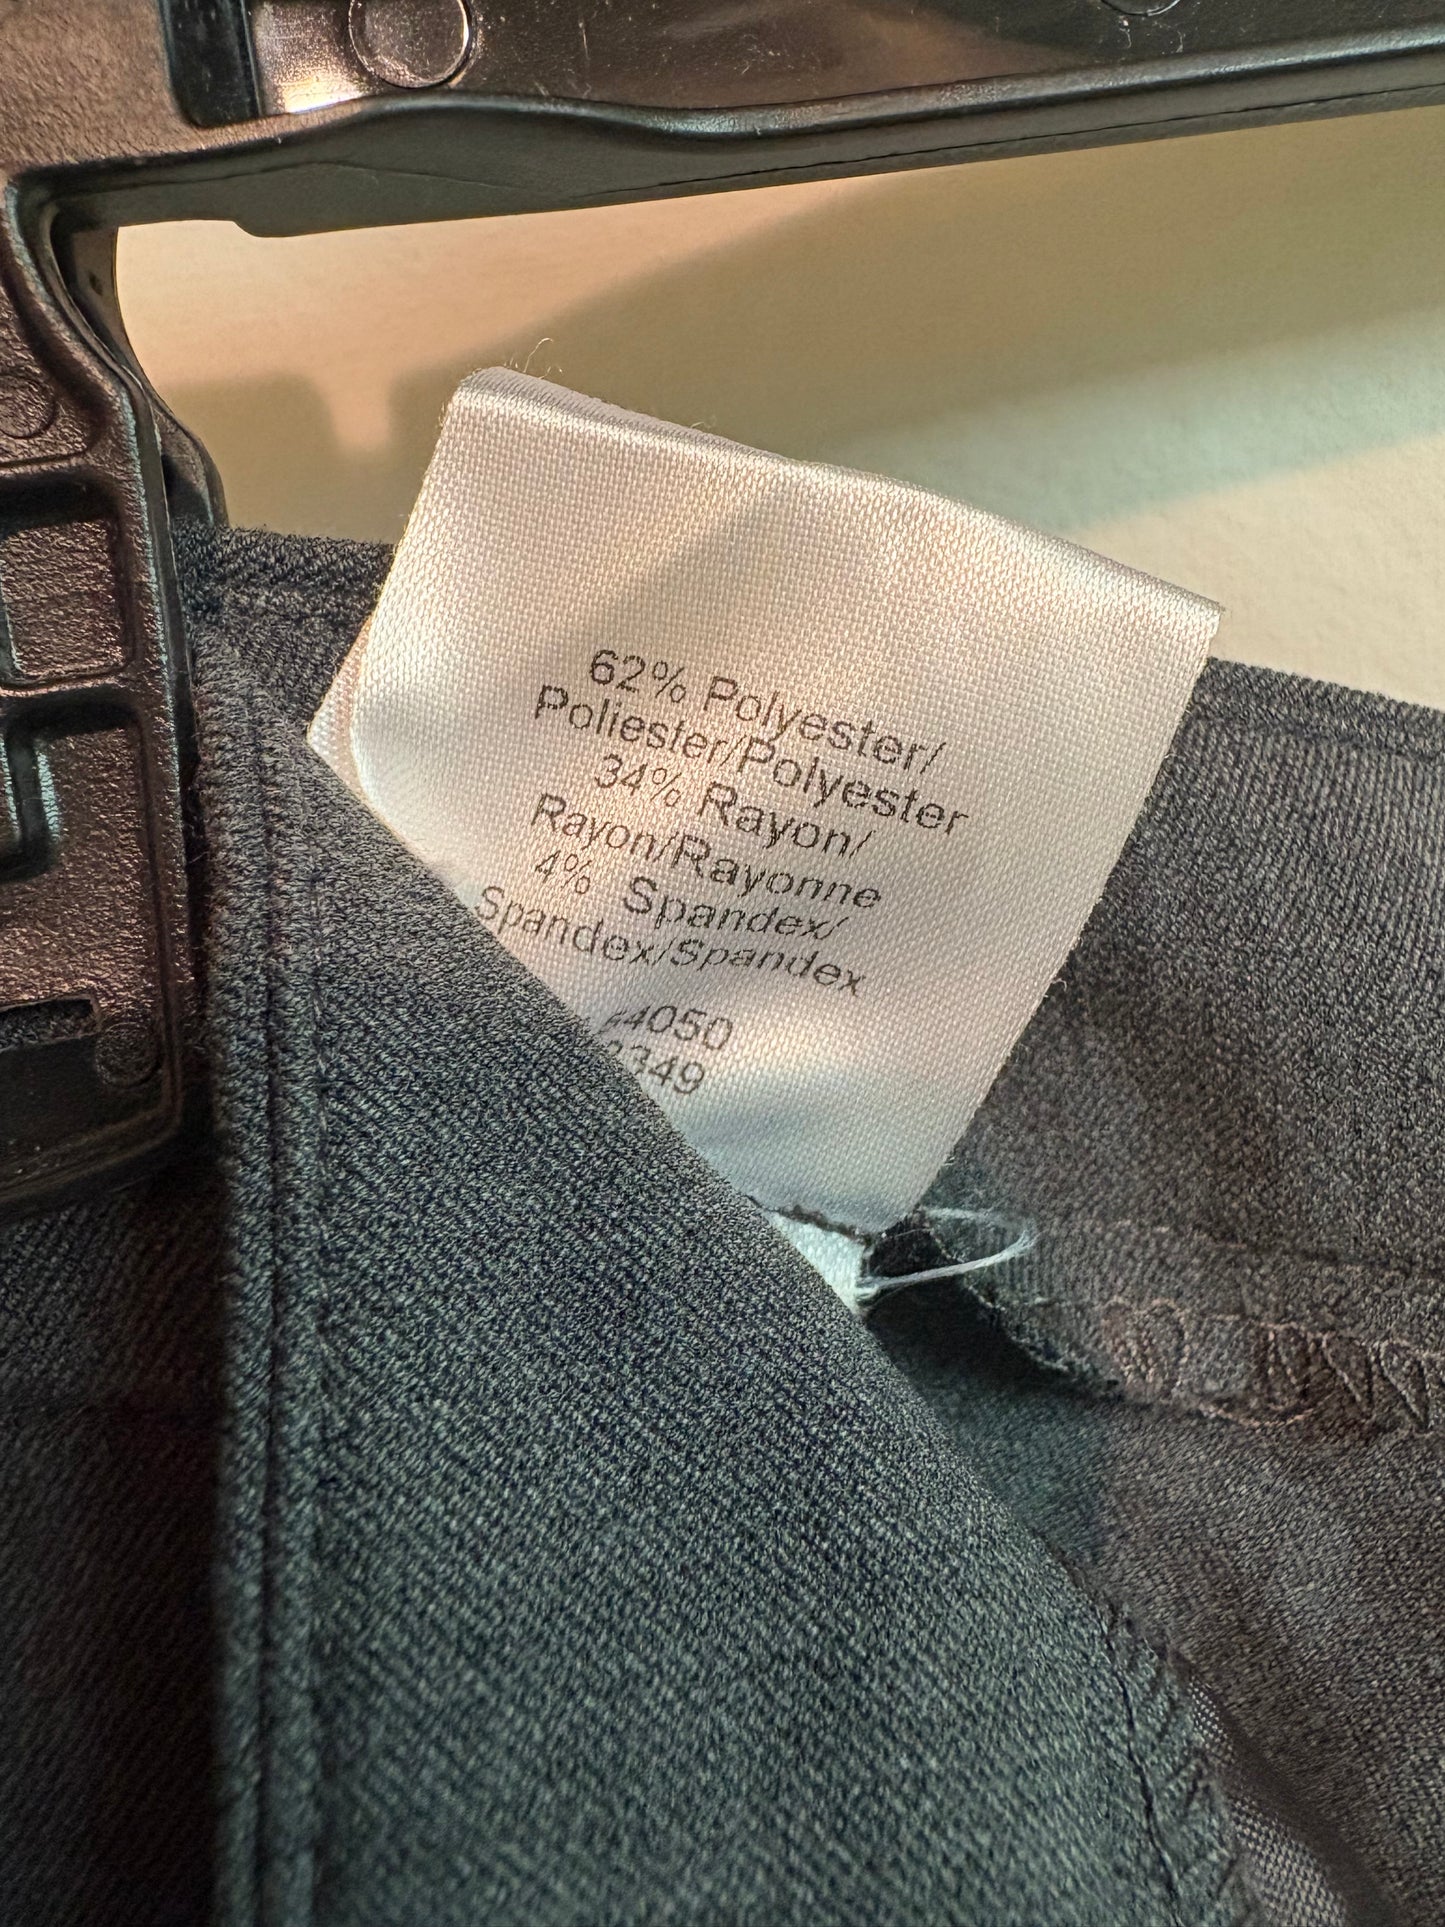 62% Polyester/
Poliester/Polyester
34% Rayon/
Rayon/Rayonne
4% Spandex/
Spandex/Spandex